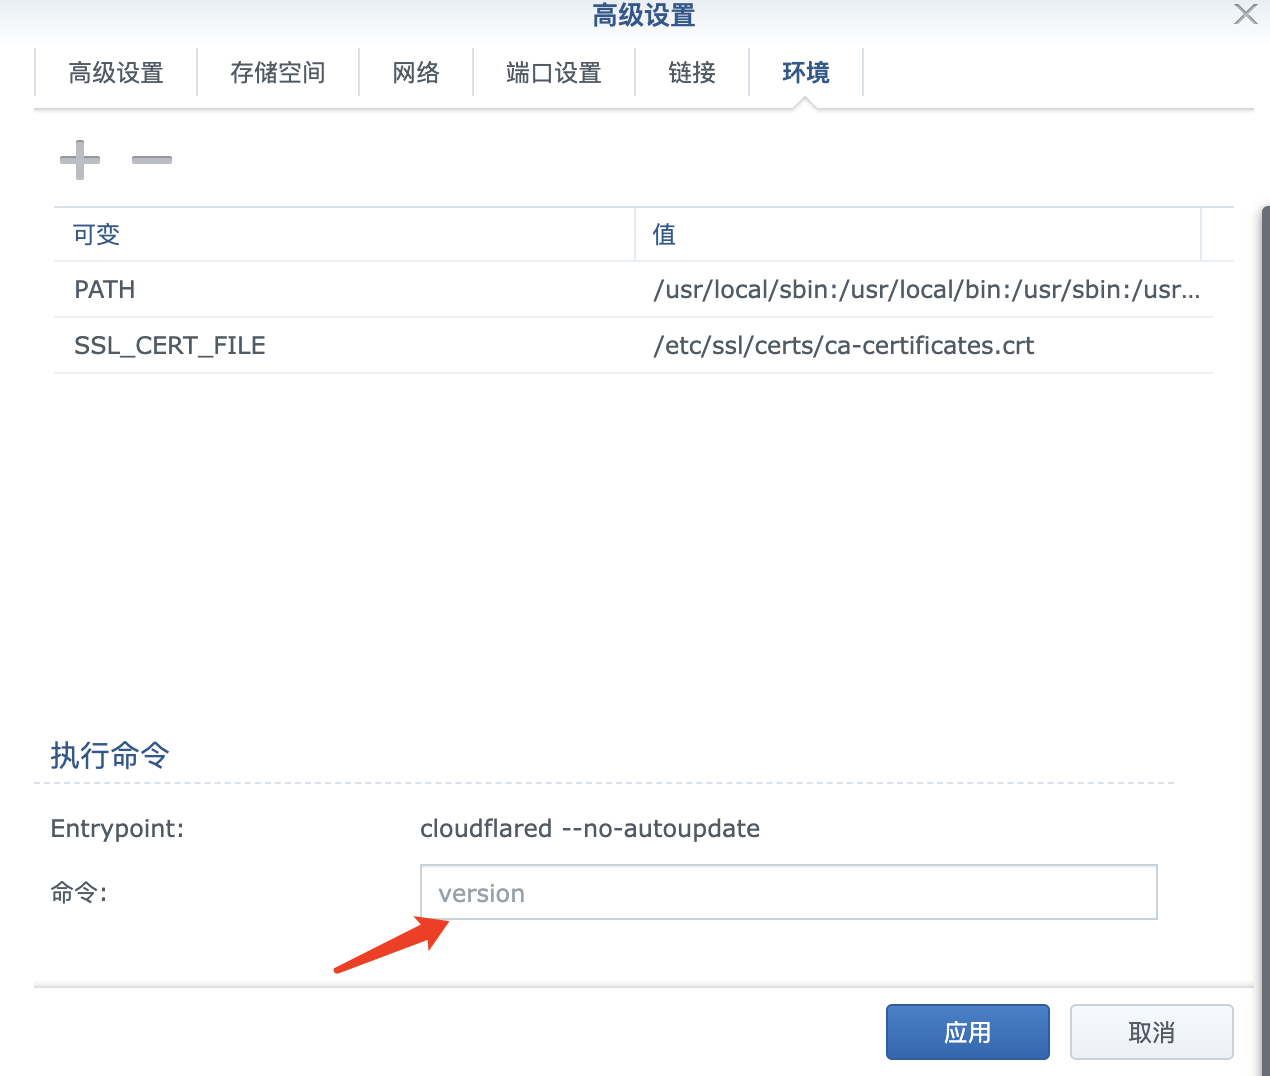 高级设置
高级设置 存储空间 网络 端口设置 链接 环境
可变 值
PATH /usr/local/sbin:/usr/local/bin:/usr/sbin:/usr...
SSL_CERT_FILE /etc/ssl/certs/ca-certificates.crt
执行命令
Entrypoint: cloudflared --no-autoupdate
命令: version
应用 取消